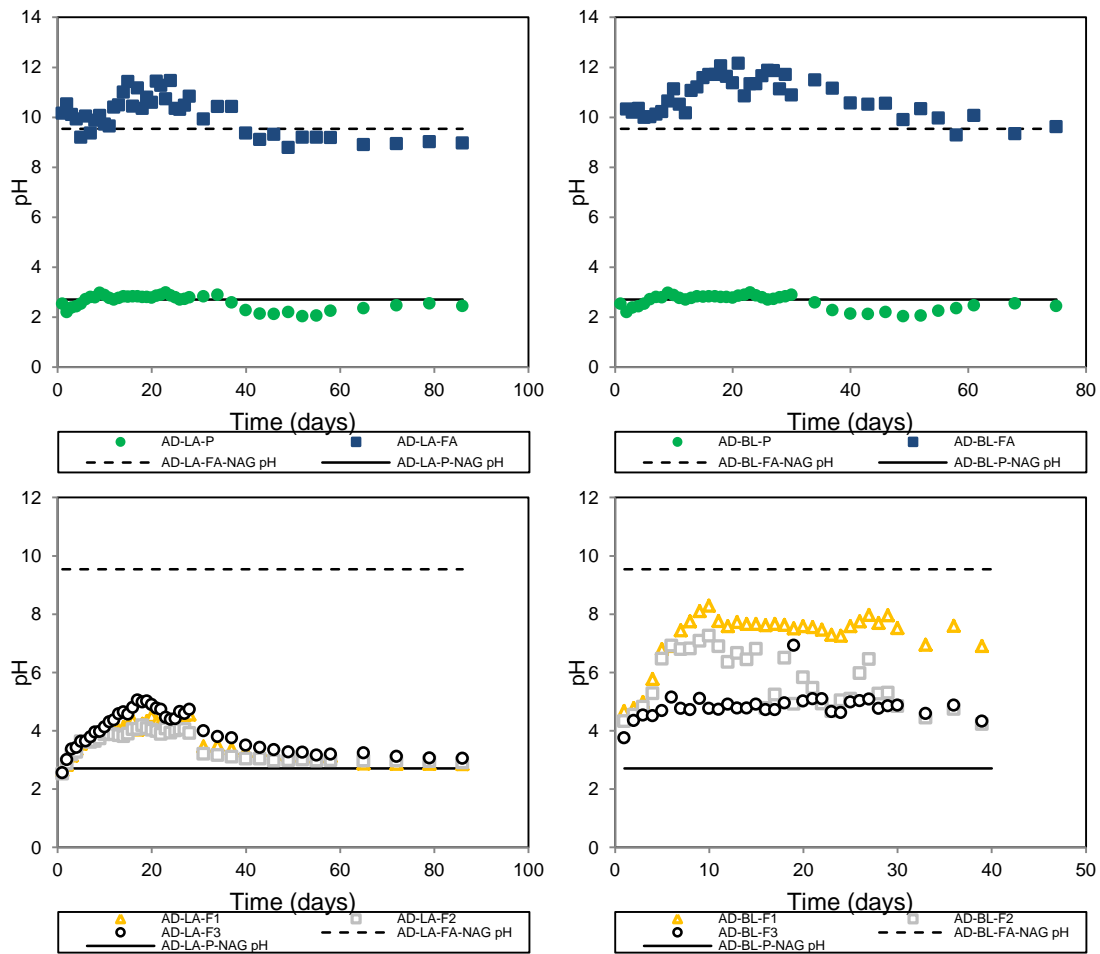 14
12
10
8
6
4
2
0
pH
0 20 40 60 80 100
Time (days)
AD-LA-P AD-LA-FA
AD-LA-FA-NAG pH AD-LA-P-NAG pH
14
12
10
8
6
4
2
0
pH
0 20 40 60 80
Time (days)
AD-BL-P AD-BL-FA
AD-BL-FA-NAG pH AD-BL-P-NAG pH
12
10
8
6
4
2
0
pH
0 20 40 60 80 100
Time (days)
AD-LA-F1 AD-LA-F2
AD-LA-F3 AD-LA-FA-NAG pH
AD-LA-P-NAG pH
12
10
8
6
4
2
0
pH
0 10 20 30 40 50
Time (days)
AD-BL-F1 AD-BL-F2
AD-BL-F3 AD-BL-FA-NAG pH
AD-BL-P-NAG pH